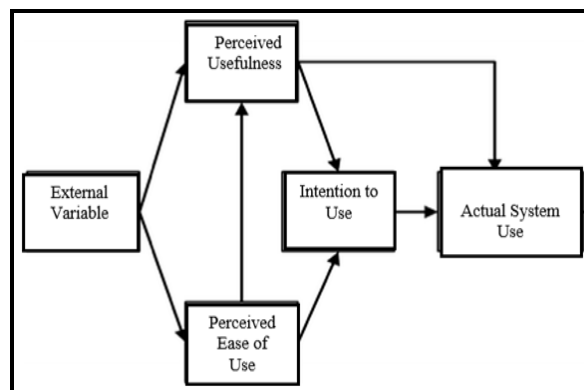 Perceived
Usefulness
External
Variable
Intention to
Use
Actual System
Use
Perceived
Ease of
Use